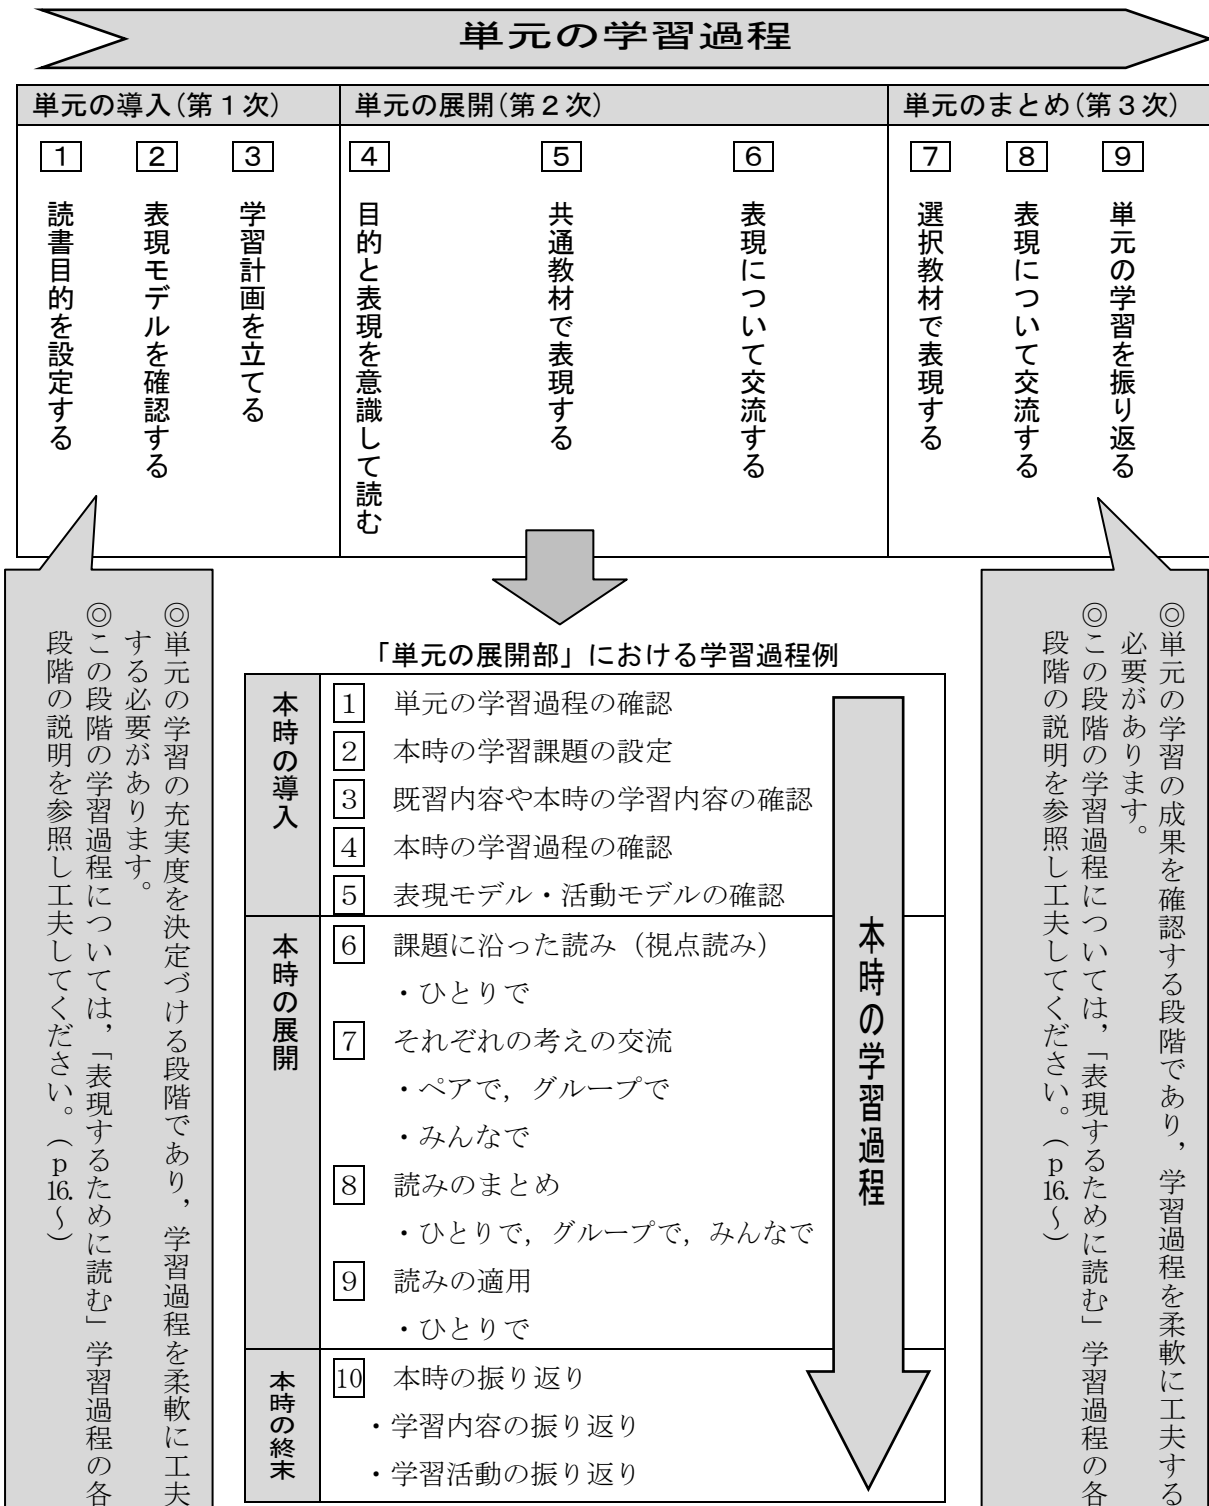 単元の学習過程
単元の導入(第１次)
単元の展開(第２次)
単元のまとめ(第３次)
1
読書目的を設定する
2
表現モデルを確認する
3
学習計画を立てる
4
目的と表現を意識して読む
5
共通教材で表現する
6
表現について交流する
7
選択教材で表現する
8
表現について交流する
9
単元の学習を振り返る
◎単元の学習の充実度を決定づける段階であり，学習過程を柔軟に工夫
する必要があります。
◎この段階の学習過程については，「表現するために読む」学習過程の各
段階の説明を参照し工夫してください。（p16.～）
「単元の展開部」における学習過程例
本時の導入
1 単元の学習過程の確認
2 本時の学習課題の設定
3 既習内容や本時の学習内容の確認
4 本時の学習過程の確認
5 表現モデル・活動モデルの確認
本時の展開
6 課題に沿った読み（視点読み）
・ひとりで
7 それぞれの考えの交流
・ペアで，グループで
・みんなで
8 読みのまとめ
・ひとりで，グループで，みんなで
9 読みの適用
・ひとりで
本時の終末
10 本時の振り返り
・学習内容の振り返り
・学習活動の振り返り
本時の学習過程
◎単元の学習の成果を確認する段階であり，学習過程を柔軟に工夫する
必要があります。
◎この段階の学習過程については，「表現するために読む」学習過程の各
段階の説明を参照し工夫してください。（p16.～）